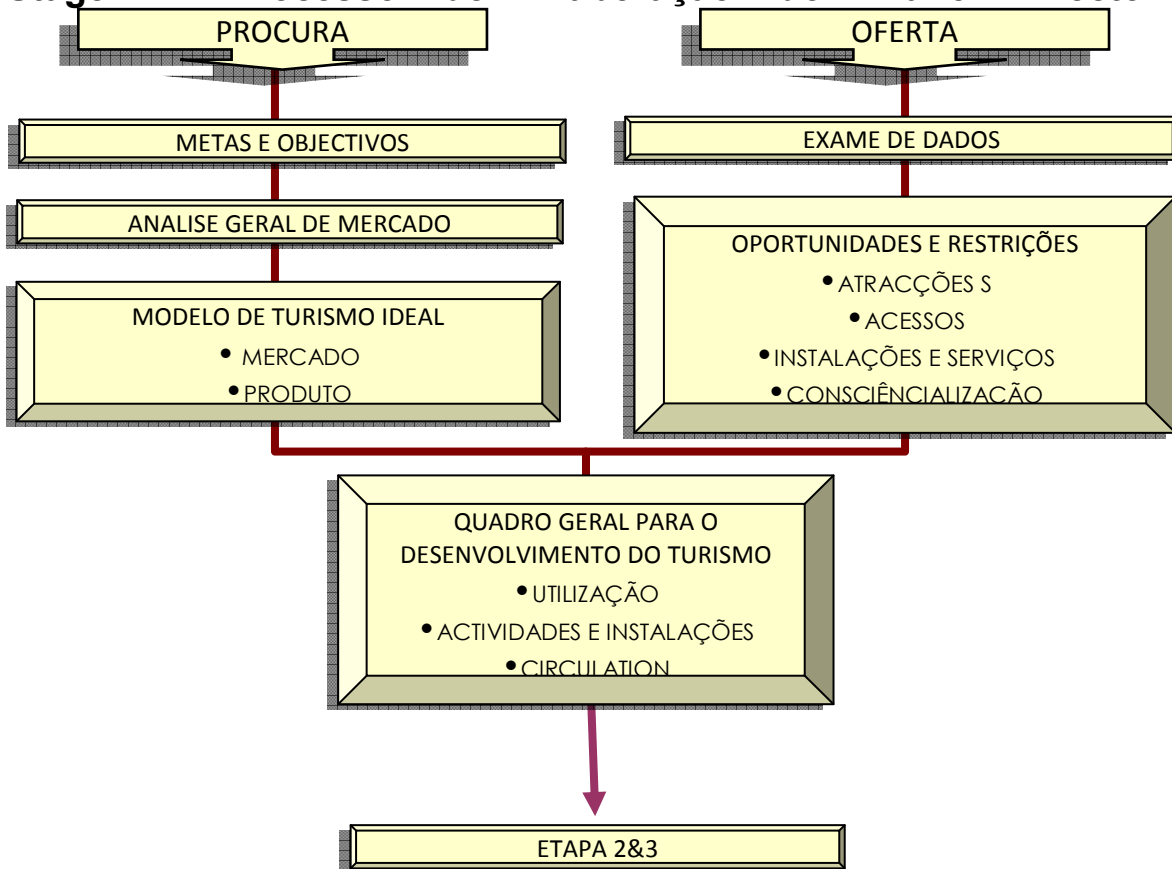 PROCURA
METAS E OBJECTIVOS
ANALISE GERAL DE MERCADO
MODELO DE TURISMO IDEAL
• MERCADO
• PRODUTO
OFERTA
EXAME DE DADOS
OPORTUNIDADES E RESTRIÇÕES
• ATRACÇÕES S
• ACESSOS
• INSTALAÇÕES E SERVIÇOS
• CONSCIÊNCIALIZAÇÃO
QUADRO GERAL PARA O
DESENVOLVIMENTO DO TURISMO
• UTILIZAÇÃO
• ACTIVIDADES E INSTALAÇÕES
• CIRCULATION
ETAPA 2&3